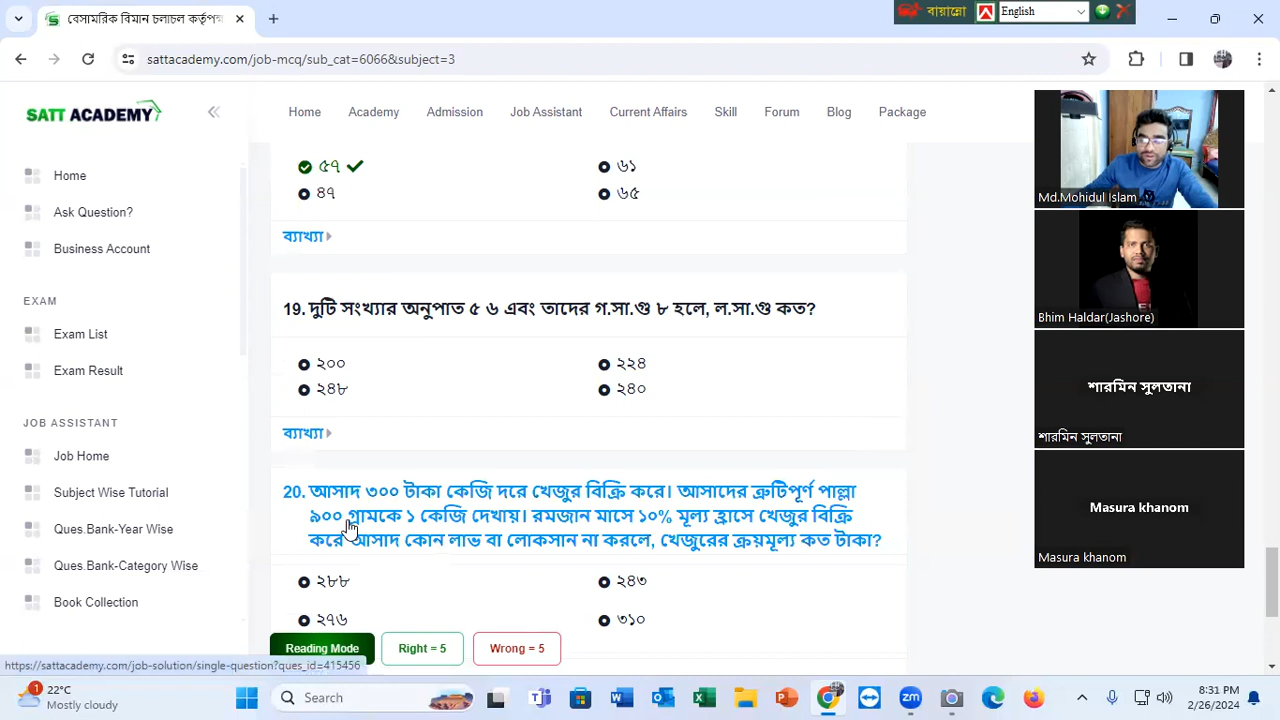 বেসামরিক বিমান চলাচল কর্তৃপক্ষ
বায়ান্নো
English
sattacademy.com/job-mcq/sub_cat=6066&subject=3
SATT ACADEMY
Home
Academy
Admission
Job Assistant
Current Affairs
Skill
Forum
Blog
Package
Home
Ask Question?
Business Account
EXAM
Exam List
Exam Result
JOB ASSISTANT
Job Home
Subject Wise Tutorial
Ques.Bank-Year Wise
Ques.Bank-Category Wise
Book Collection
৫৭
৬১
৪৭
৬৫
ব্যাখ্যা
19. দুটি সংখ্যার অনুপাত ৫ ৬ এবং তাদের গ.সা.গু ৮ হলে, ল.সা.গু কত?
২০০
২২৪
২৪৮
২৪০
ব্যাখ্যা
20. আসাদ ৩০০ টাকা কেজি দরে খেজুর বিক্রি করে। আসাদের ত্রুটিপূর্ণ পাল্লা
৯০০ গ্রামকে ১ কেজি দেখায়। রমজান মাসে ১০% মূল্য হ্রাসে খেজুর বিক্রি
করে আসাদ কোন লাভ বা লোকসান না করলে, খেজুরের ক্রয়মূল্য কত টাকা?
২৮৮
২৪৩
২৭৬
৩১০
Reading Mode
Right = 5
Wrong = 5
https://sattacademy.com/job-solution/single-question?ques_id=415456
Md.Mohidul Islam
Bhim Haldar(Jashore)
শারমিন সুলতানা
শারমিন সুলতানা
Masura khanom
Masura khanom
1
22°C
Mostly cloudy
Search
8:31 PM
2/26/2024